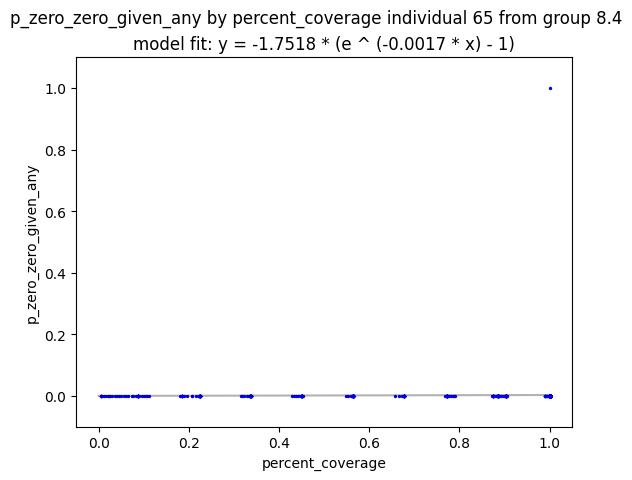 p_zero_zero_given_any by percent_coverage individual 65 from group 8.4
model fit: y = -1.7518 * (e ^ (-0.0017 * x) - 1)
p_zero_zero_given_any
1.0
0.8
0.6
0.4
0.2
0.0
0.0 0.2 0.4 0.6 0.8 1.0
percent_coverage